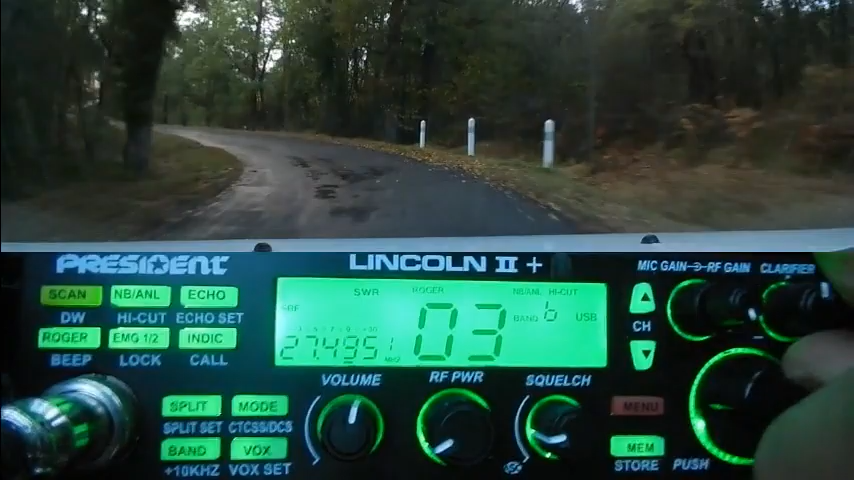 PRESIDENT LINCOLN II + MIC GAIN RF GAIN CLARIFIER
SCAN NB/ANL ECHO
DW HI-CUT ECHO SET
ROGER EMG 1/2 INDIC
BEEP LOCK CALL
SWR ROGER NB/ANL HI-CUT
RF 03 BAND b USB
27.495 MHz
CH
VOLUME RF PWR SQUELCH
SPLIT MODE
SPLIT SET CTCSS/DCS
BAND VOX
+10KHZ VOX SET
MENU
MEM
STORE PUSH